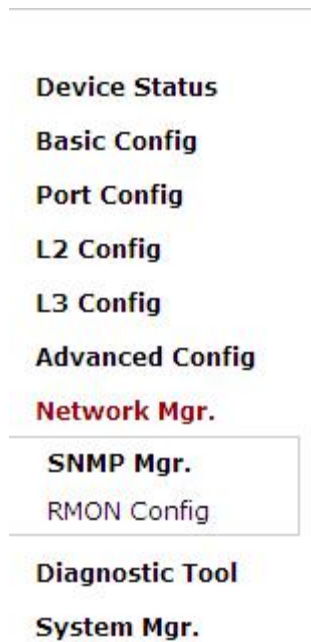 Device Status
Basic Config
Port Config
L2 Config
L3 Config
Advanced Config
Network Mgr.
SNMP Mgr.
RMON Config
Diagnostic Tool
System Mgr.